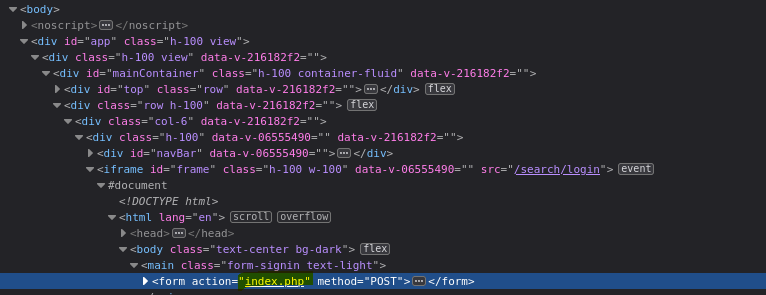 <body>
<noscript>⋯</noscript>
<div id="app" class="h-100 view">
<div class="h-100 view" data-v-216182f2="">
<div id="mainContainer" class="h-100 container-fluid" data-v-216182f2="">
<div id="top" class="row" data-v-216182f2="">⋯</div> flex
<div class="row h-100" data-v-216182f2=""> flex
<div class="col-6" data-v-216182f2="">
<div class="h-100" data-v-06555490="" data-v-216182f2="">
<div id="navBar" data-v-06555490="">⋯</div>
<iframe id="frame" class="h-100 w-100" data-v-06555490="" src="/search/login"> event
#document
<!DOCTYPE html>
<html lang="en"> scroll overflow
<head>⋯</head>
<body class="text-center bg-dark"> flex
<main class="form-signin text-light">
<form action="index.php" method="POST">⋯</form>